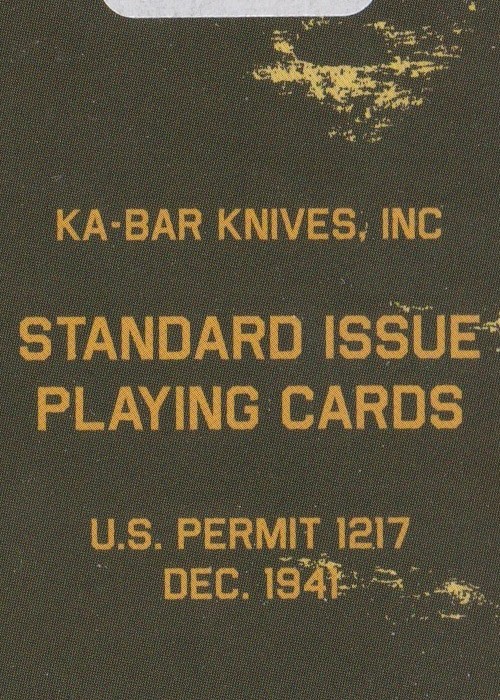 KA-BAR KNIVES, INC
STANDARD ISSUE
PLAYING CARDS
U.S. PERMIT 1217
DEC. 1941